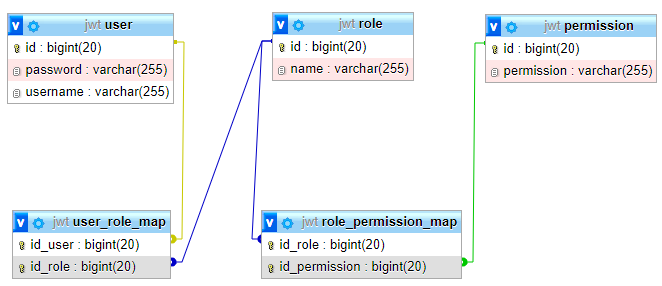 v jwt user
id : bigint(20)
password : varchar(255)
username : varchar(255)
v jwt role
id : bigint(20)
name : varchar(255)
v jwt permission
id : bigint(20)
permission : varchar(255)
v jwt user_role_map
id_user : bigint(20)
id_role : bigint(20)
v jwt role_permission_map
id_role : bigint(20)
id_permission : bigint(20)